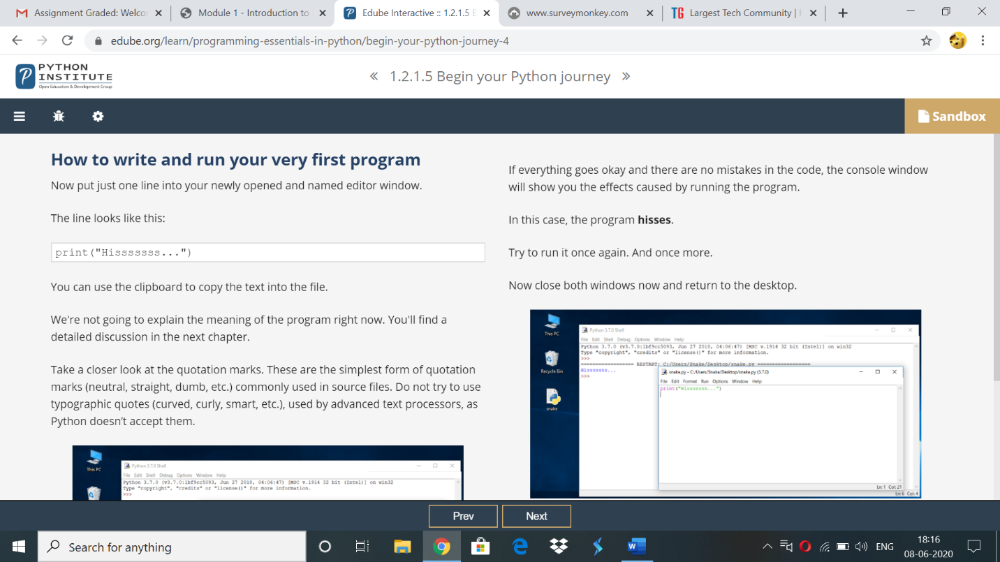 Assignment Graded: Welco
Module 1 - Introduction to
Edube Interactive :: 1.2.1.5
www.surveymonkey.com
TG Largest Tech Community |
edube.org/learn/programming-essentials-in-python/begin-your-python-journey-4
PYTHON
INSTITUTE
Open Education & Development Group
« 1.2.1.5 Begin your Python journey »
Sandbox
How to write and run your very first program
Now put just one line into your newly opened and named editor window.
The line looks like this:
print("Hisssssss...")
You can use the clipboard to copy the text into the file.
We're not going to explain the meaning of the program right now. You'll find a
detailed discussion in the next chapter.
Take a closer look at the quotation marks. These are the simplest form of quotation
marks (neutral, straight, dumb, etc.) commonly used in source files. Do not try to use
typographic quotes (curved, curly, smart, etc.), used by advanced text processors, as
Python doesn’t accept them.
This PC
Python 3.7.0 Shell
File Edit Shell Debug Options Window Help
Python 3.7.0 (v3.7.0:1bf9cc5093, Jun 27 2018, 04:06:47) [MSC v.1914 32 bit (Intel)] on win32
Type "copyright", "credits" or "license()" for more information.
>>>
If everything goes okay and there are no mistakes in the code, the console window
will show you the effects caused by running the program.
In this case, the program hisses.
Try to run it once again. And once more.
Now close both windows now and return to the desktop.
This PC
Recycle Bin
snake
Python 3.7.0 Shell
File Edit Shell Debug Options Window Help
Python 3.7.0 (v3.7.0:1bf9cc5093, Jun 27 2018, 04:06:47) [MSC v.1914 32 bit (Intel)] on win32
Type "copyright", "credits" or "license()" for more information.
>>>
=================== RESTART: C:/Users/Snake/Desktop/snake.py ===================
Hisssssss...
>>>
snake.py - C:/Users/Snake/Desktop/snake.py (3.7.0)
File Edit Format Run Options Window Help
print("Hisssssss...")
Ln: 1 Col: 21
Ln: 6 Col: 4
Prev
Next
Search for anything
ENG
18:16
08-06-2020